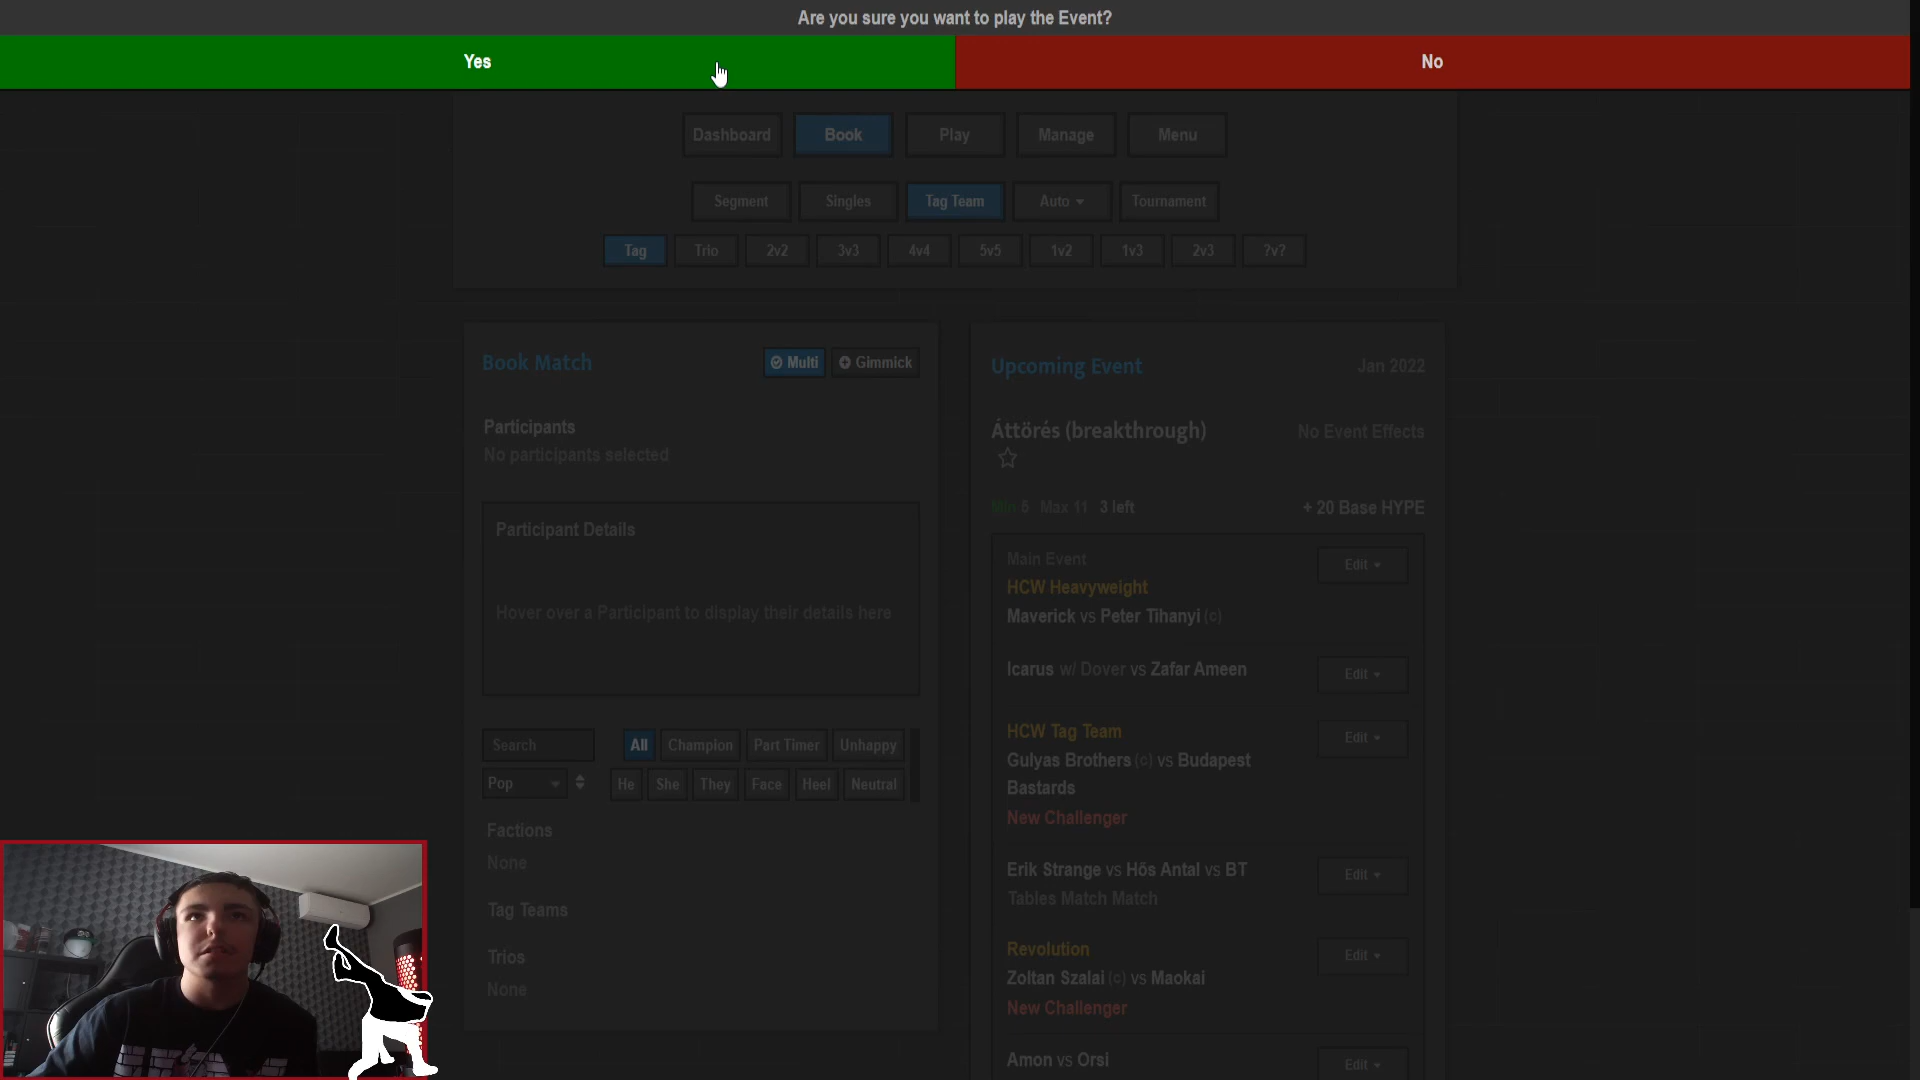 Are you sure you want to play the Event?
Yes
No
Dashboard
Book
Play
Manage
Menu
Segment
Singles
Tag Team
Auto
Tournament
Tag
Trio
2v2
3v3
4v4
5v5
1v2
1v3
2v3
?v?
Book Match
Multi
Gimmick
Participants
No participants selected
Participant Details
Hover over a Participant to display their details here
Search
All
Champion
Part Timer
Unhappy
Pop
He
She
They
Face
Heel
Neutral
Factions
None
Tag Teams
Trios
None
Upcoming Event
Jan 2022
Áttörés (breakthrough)
No Event Effects
Min 5 Max 11 3 left
+ 20 Base HYPE
Main Event
Edit
HCW Heavyweight
Maverick vs Peter Tihanyi (c)
Icarus w/ Dover vs Zafar Ameen
Edit
HCW Tag Team
Edit
Gulyas Brothers (c) vs Budapest
Bastards
New Challenger
Erik Strange vs Hős Antal vs BT
Edit
Tables Match Match
Revolution
Edit
Zoltan Szalai (c) vs Maokai
New Challenger
Amon vs Orsi
Edit